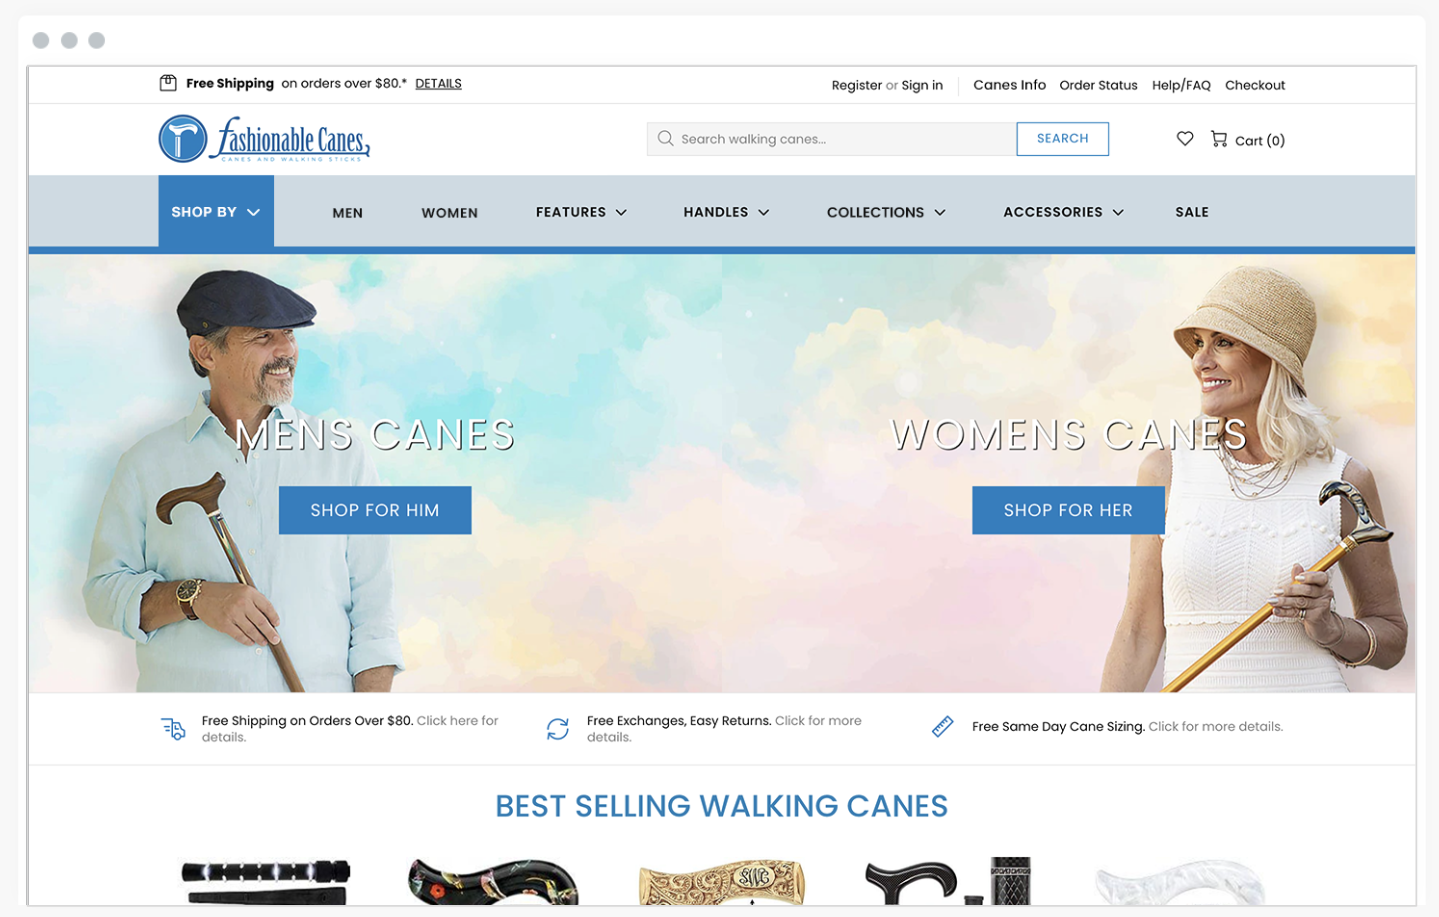 Free Shipping on orders over $80.* DETAILS
Register or Sign in Canes Info Order Status Help/FAQ Checkout
Fashionable Canes
CANES AND WALKING STICKS
Search walking canes...
SEARCH
Cart (0)
SHOP BY MEN WOMEN FEATURES HANDLES COLLECTIONS ACCESSORIES SALE
MENS CANES
SHOP FOR HIM
WOMENS CANES
SHOP FOR HER
Free Shipping on Orders Over $80. Click here for
details.
Free Exchanges, Easy Returns. Click for more
details.
Free Same Day Cane Sizing. Click for more details.
BEST SELLING WALKING CANES